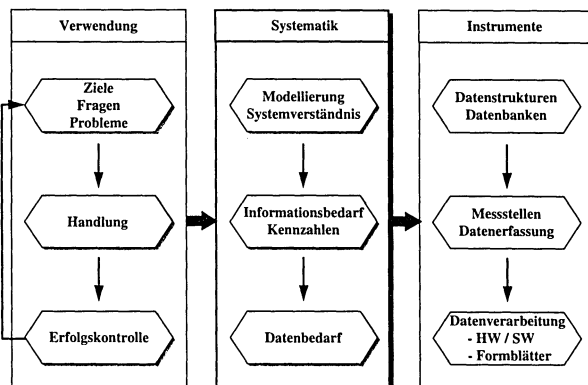 Verwendung
Ziele
Fragen
Probleme
Handlung
Erfolgskontrolle
Systematik
Modellierung
Systemverständnis
Informationsbedarf
Kennzahlen
Datenbedarf
Instrumente
Datenstrukturen
Datenbanken
Messstellen
Datenerfassung
Datenverarbeitung
- HW / SW
- Formblätter